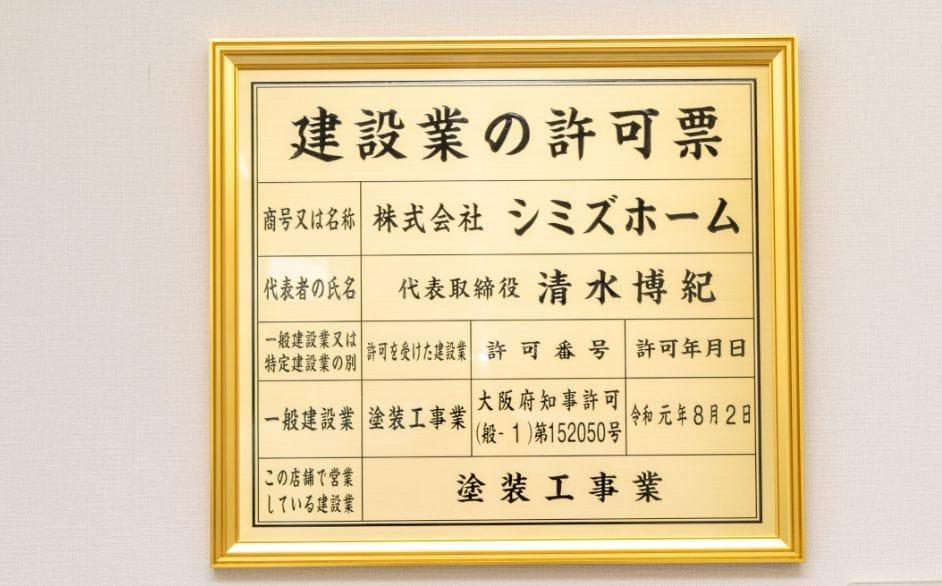 建設業の許可票
商号又は名称 株式会社 シミズホーム
代表者の氏名 代表取締役 清水博紀
一般建設業又は
特定建設業の別
許可を受けた建設業 許可番号 許可年月日
一般建設業 塗装工事業
大阪府知事許可
(般-1)第152050号
令和元年8月2日
この店舗で営業
している建設業
塗装工事業